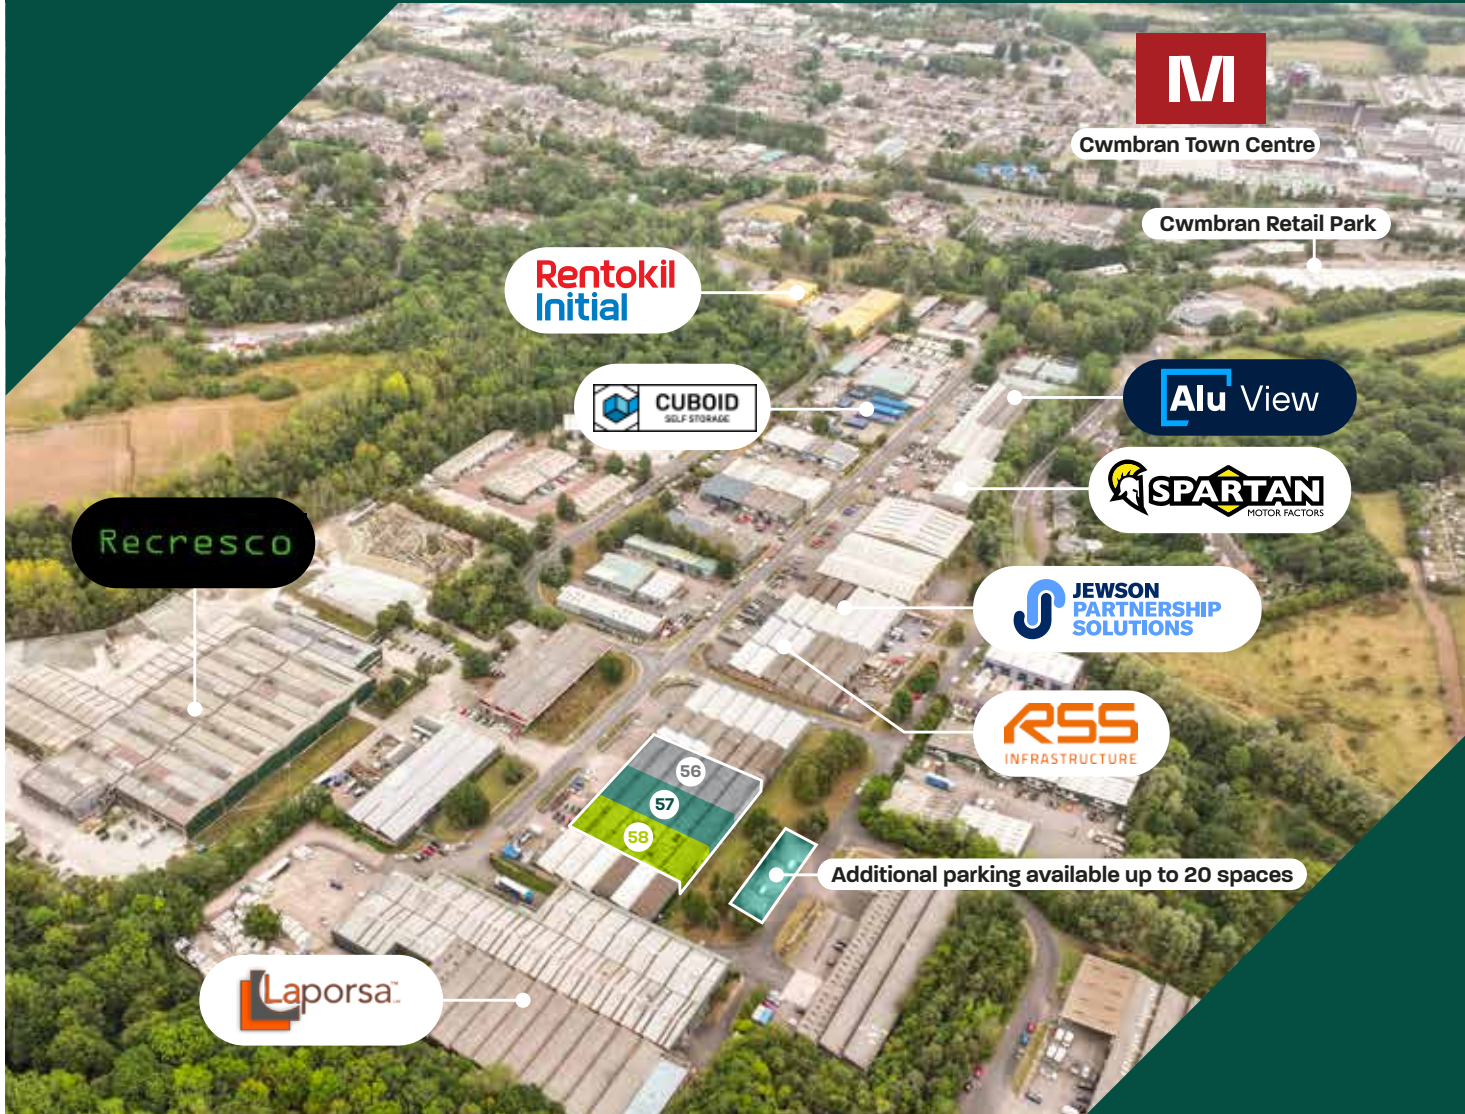 M
Cwmbran Town Centre
Cwmbran Retail Park
Rentokil
Initial
CUBOID
SELF STORAGE
Alu View
SPARTAN
MOTOR FACTORS
Recresco
JEWSON
PARTNERSHIP
SOLUTIONS
RSS
INFRASTRUCTURE
56
57
58
Additional parking available up to 20 spaces
Laporsa™